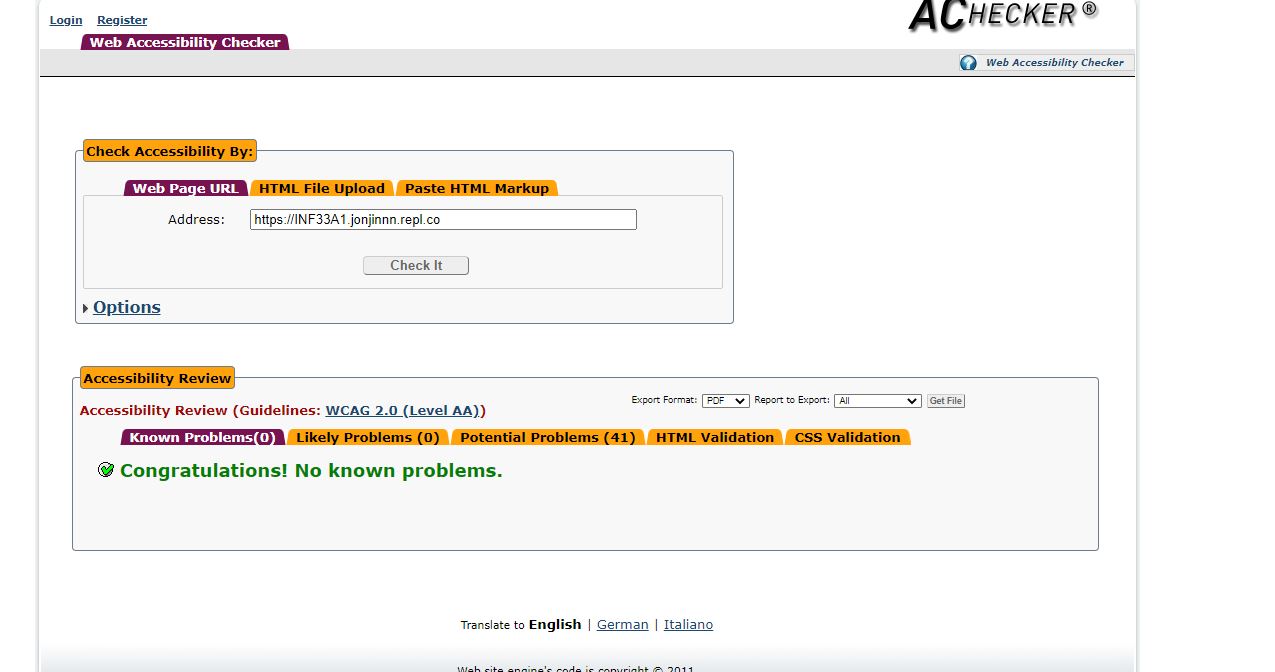 Login Register
ACHECKER ®
Web Accessibility Checker
Web Accessibility Checker
Check Accessibility By:
Web Page URL HTML File Upload Paste HTML Markup
Address: https://INF33A1.jonjinnn.repl.co
Check It
Options
Accessibility Review
Accessibility Review (Guidelines: WCAG 2.0 (Level AA))
Export Format: PDF Report to Export: All Get File
Known Problems(0) Likely Problems (0) Potential Problems (41) HTML Validation CSS Validation
Congratulations! No known problems.
Translate to English | German | Italiano
Web site engine's code is copyright © 2011